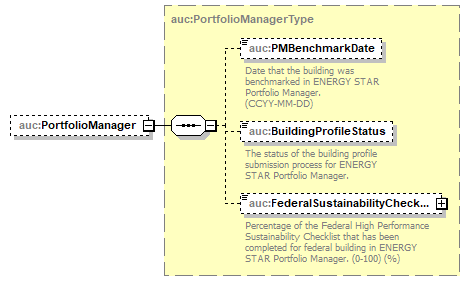 auc:PortfolioManagerType
auc:PMBenchmarkDate
Date that the building was
benchmarked in ENERGY STAR
Portfolio Manager.
(CCYY-MM-DD)
auc:PortfolioManager
auc:BuildingProfileStatus
The status of the building profile
submission process for ENERGY
STAR Portfolio Manager.
auc:FederalSustainabilityCheck...
Percentage of the Federal High Performance
Sustainability Checklist that has been
completed for federal building in ENERGY
STAR Portfolio Manager. (0-100) (%)